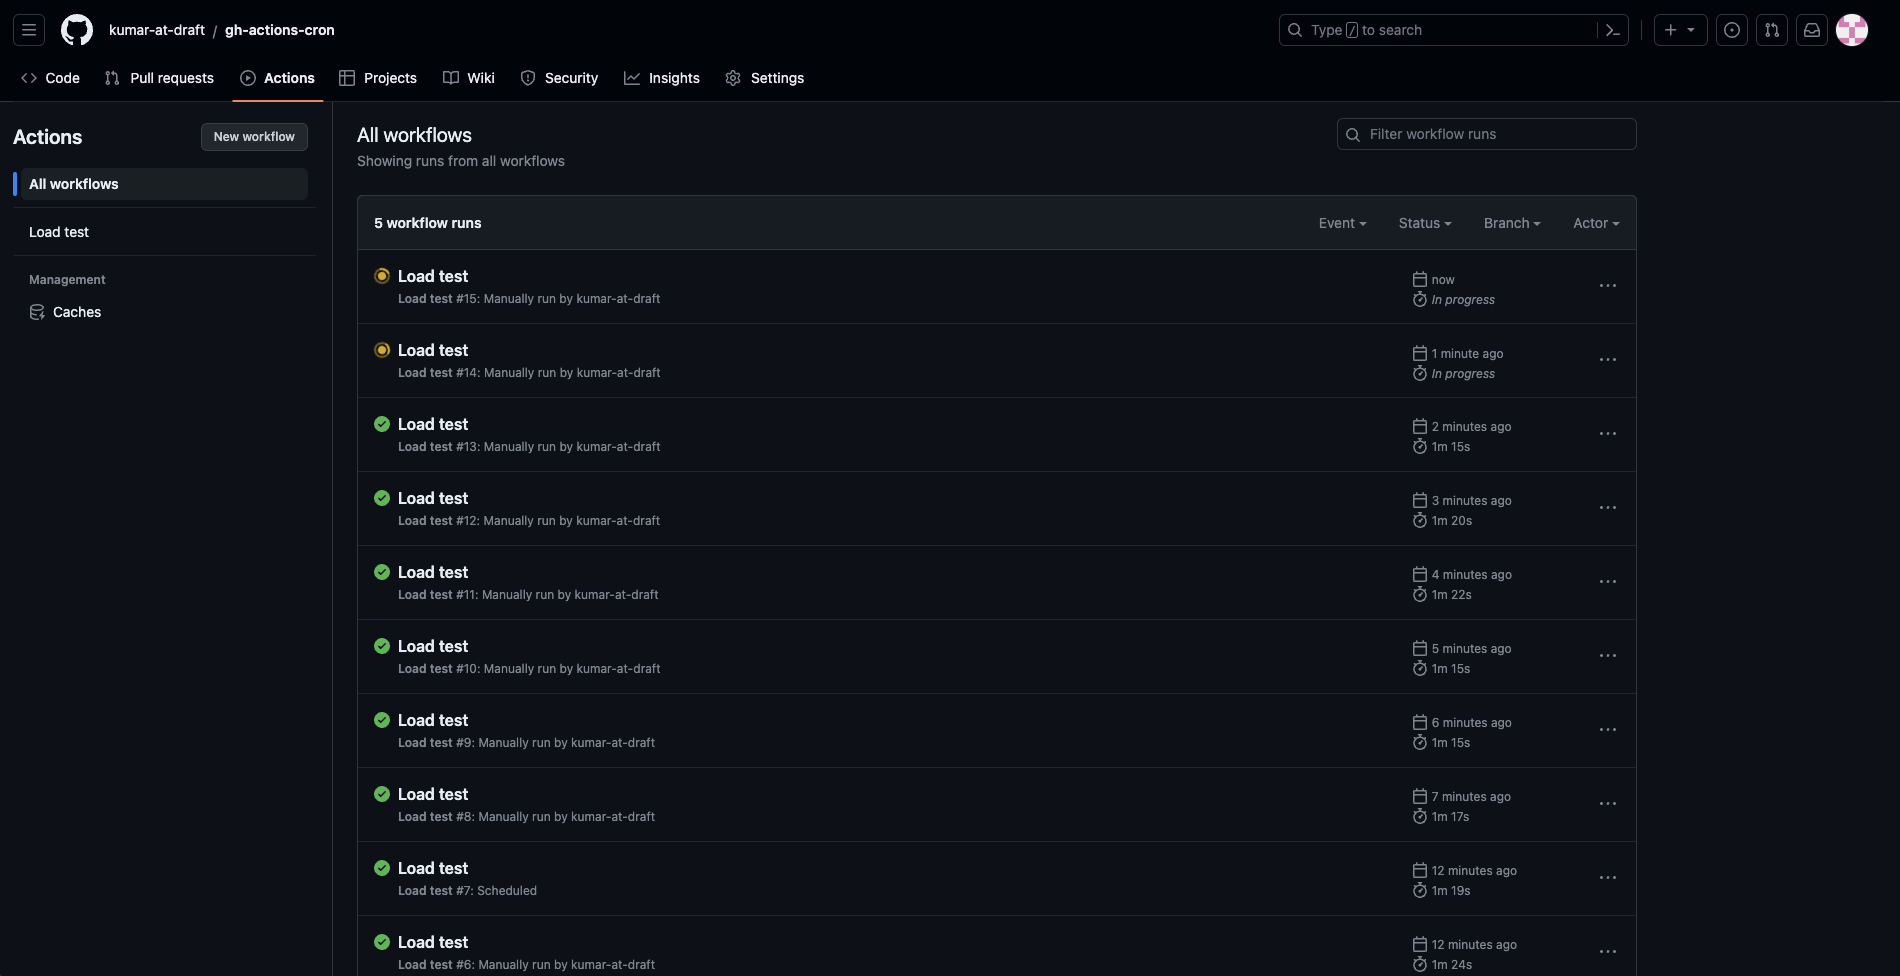 kumar-at-draft / gh-actions-cron
Type / to search
Code
Pull requests
Actions
Projects
Wiki
Security
Insights
Settings
Actions
New workflow
All workflows
Load test
Management
Caches
All workflows
Showing runs from all workflows
Filter workflow runs
5 workflow runs
Event
Status
Branch
Actor
Load test
Load test #15: Manually run by kumar-at-draft
now
In progress
Load test
Load test #14: Manually run by kumar-at-draft
1 minute ago
In progress
Load test
Load test #13: Manually run by kumar-at-draft
2 minutes ago
1m 15s
Load test
Load test #12: Manually run by kumar-at-draft
3 minutes ago
1m 20s
Load test
Load test #11: Manually run by kumar-at-draft
4 minutes ago
1m 22s
Load test
Load test #10: Manually run by kumar-at-draft
5 minutes ago
1m 15s
Load test
Load test #9: Manually run by kumar-at-draft
6 minutes ago
1m 15s
Load test
Load test #8: Manually run by kumar-at-draft
7 minutes ago
1m 17s
Load test
Load test #7: Scheduled
12 minutes ago
1m 19s
Load test
Load test #6: Manually run by kumar-at-draft
12 minutes ago
1m 24s